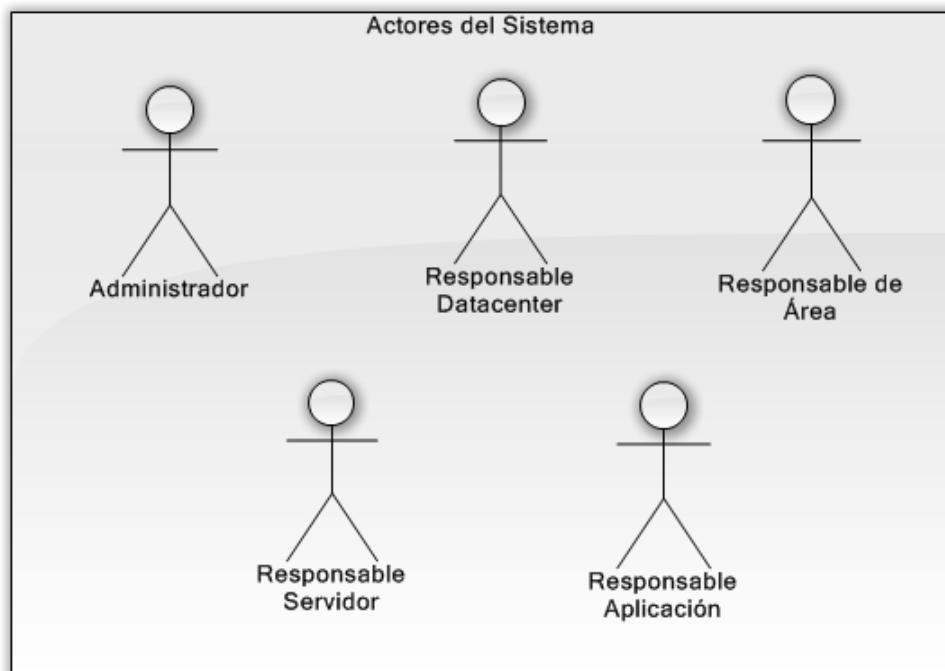 Actores del Sistema
Administrador
Responsable
Datacenter
Responsable de
Área
Responsable
Servidor
Responsable
Aplicación